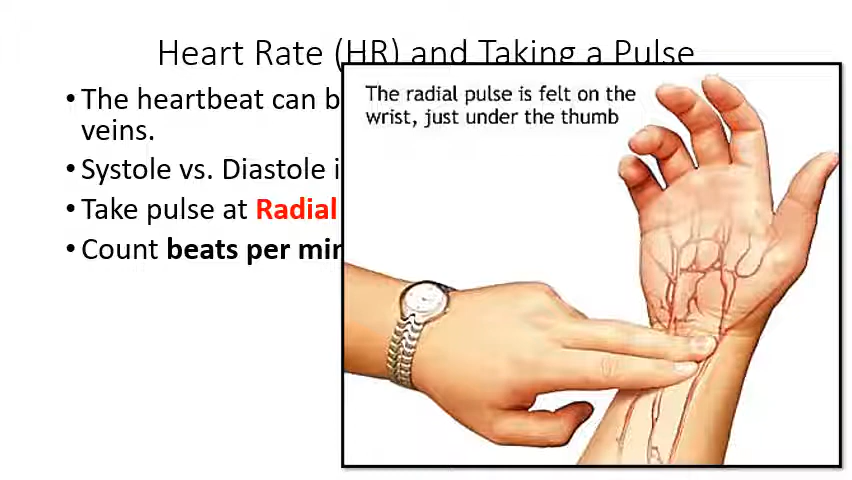 Heart Rate (HR) and Taking a Pulse
• The heartbeat can b
veins.
• Systole vs. Diastole i
• Take pulse at Radial
• Count beats per min
The radial pulse is felt on the
wrist, just under the thumb